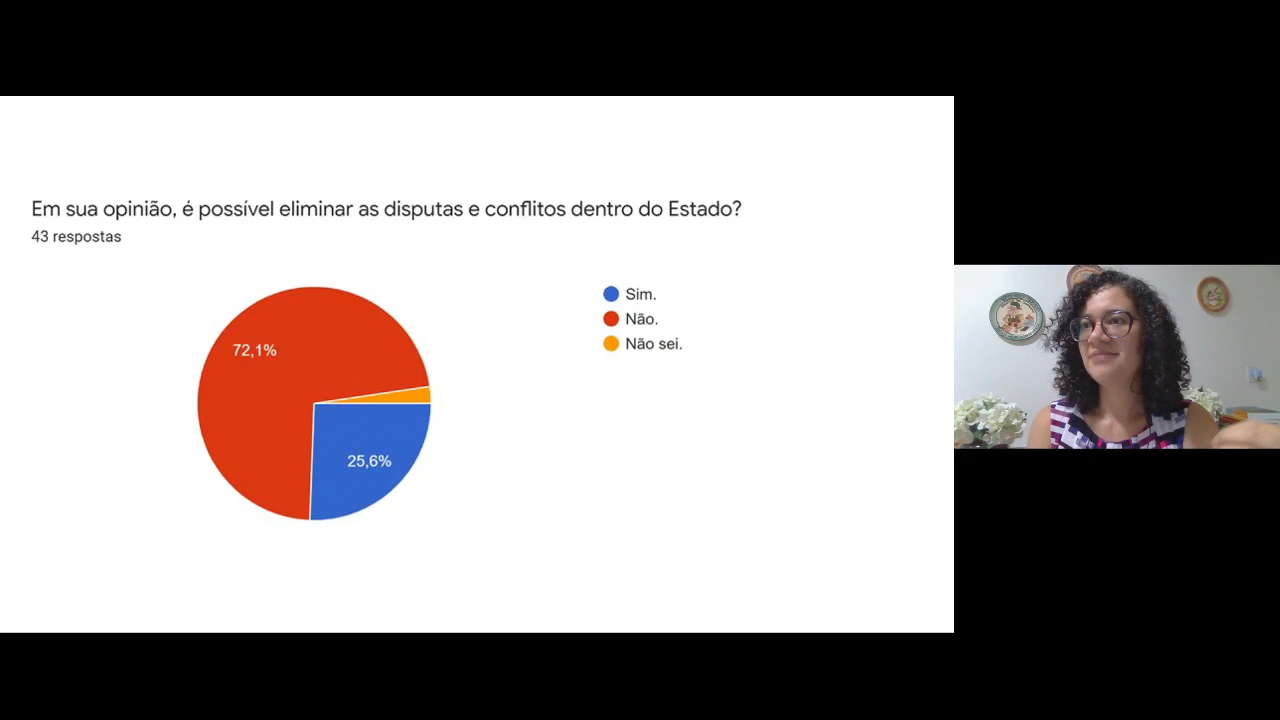 Em sua opinião, é possível eliminar as disputas e conflitos dentro do Estado?
43 respostas
72,1%
25,6%
Sim.
Não.
Não sei.